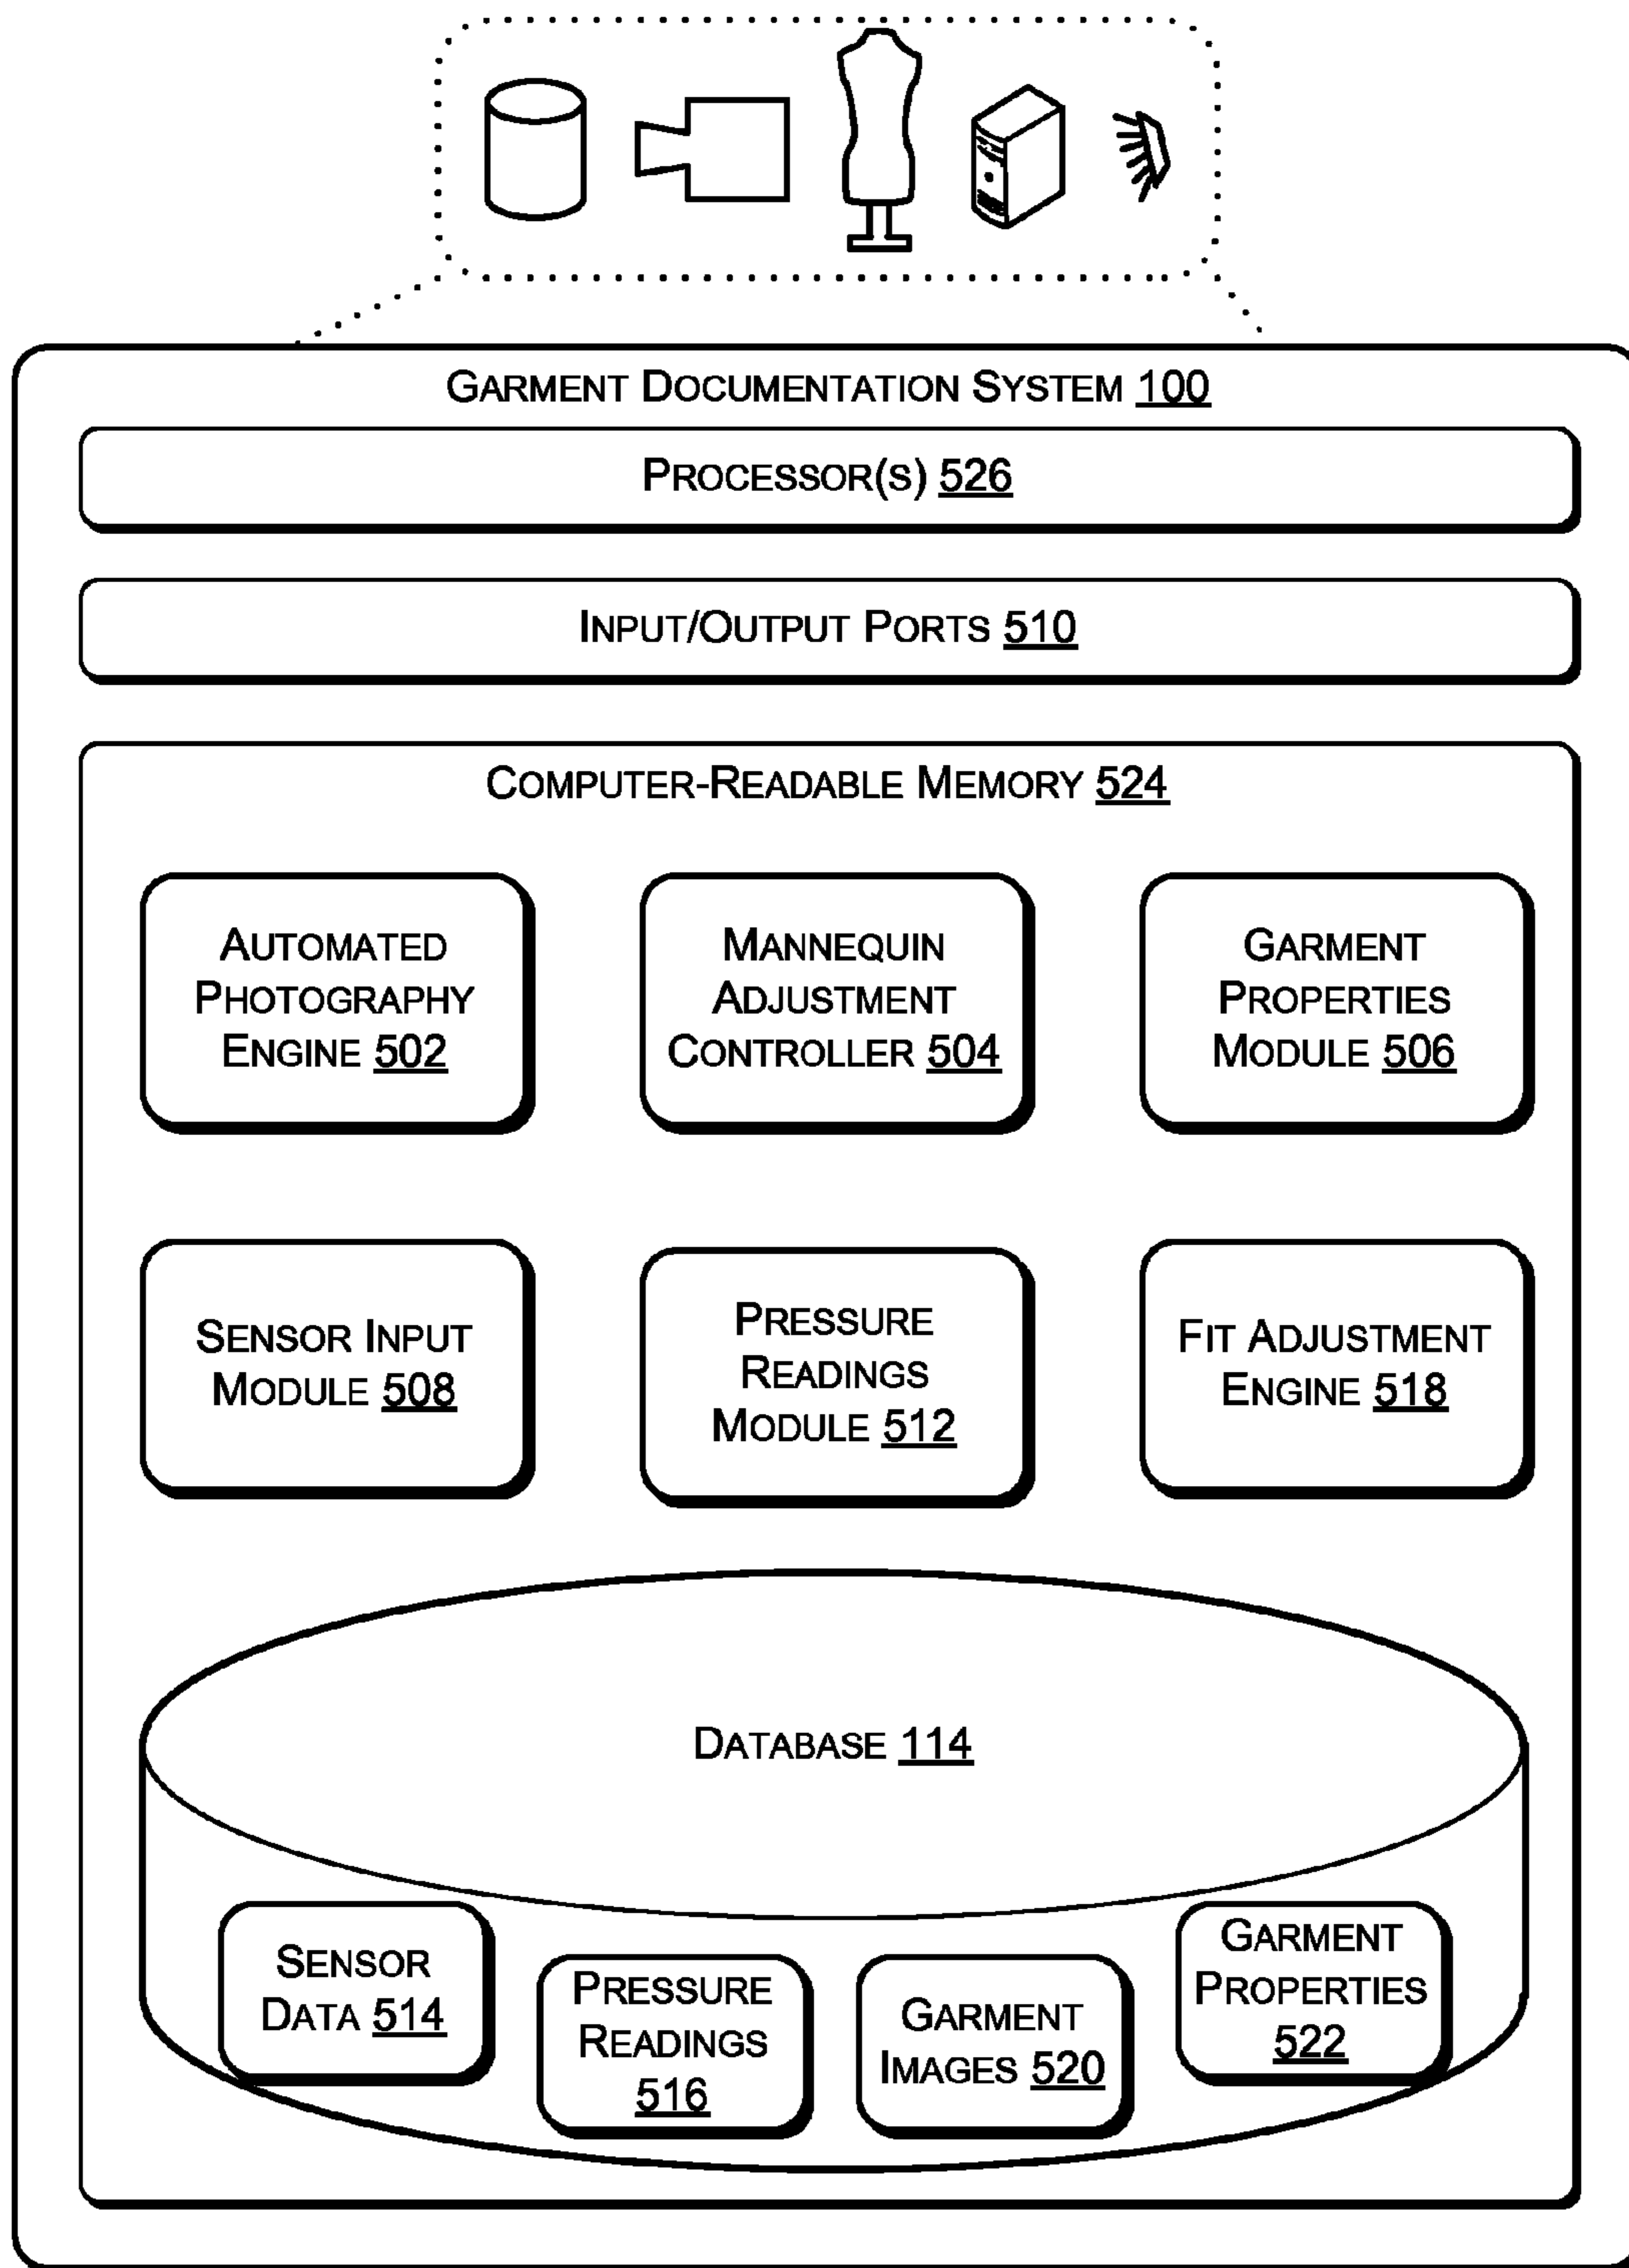 GARMENT DOCUMENTATION SYSTEM 100
PROCESSOR(S) 526
INPUT/OUTPUT PORTS 510
COMPUTER-READABLE MEMORY 524
AUTOMATED
PHOTOGRAPHY
ENGINE 502
MANNEQUIN
ADJUSTMENT
CONTROLLER 504
GARMENT
PROPERTIES
MODULE 506
SENSOR INPUT
MODULE 508
PRESSURE
READINGS
MODULE 512
FIT ADJUSTMENT
ENGINE 518
DATABASE 114
SENSOR
DATA 514
PRESSURE
READINGS
516
GARMENT
IMAGES 520
GARMENT
PROPERTIES
522